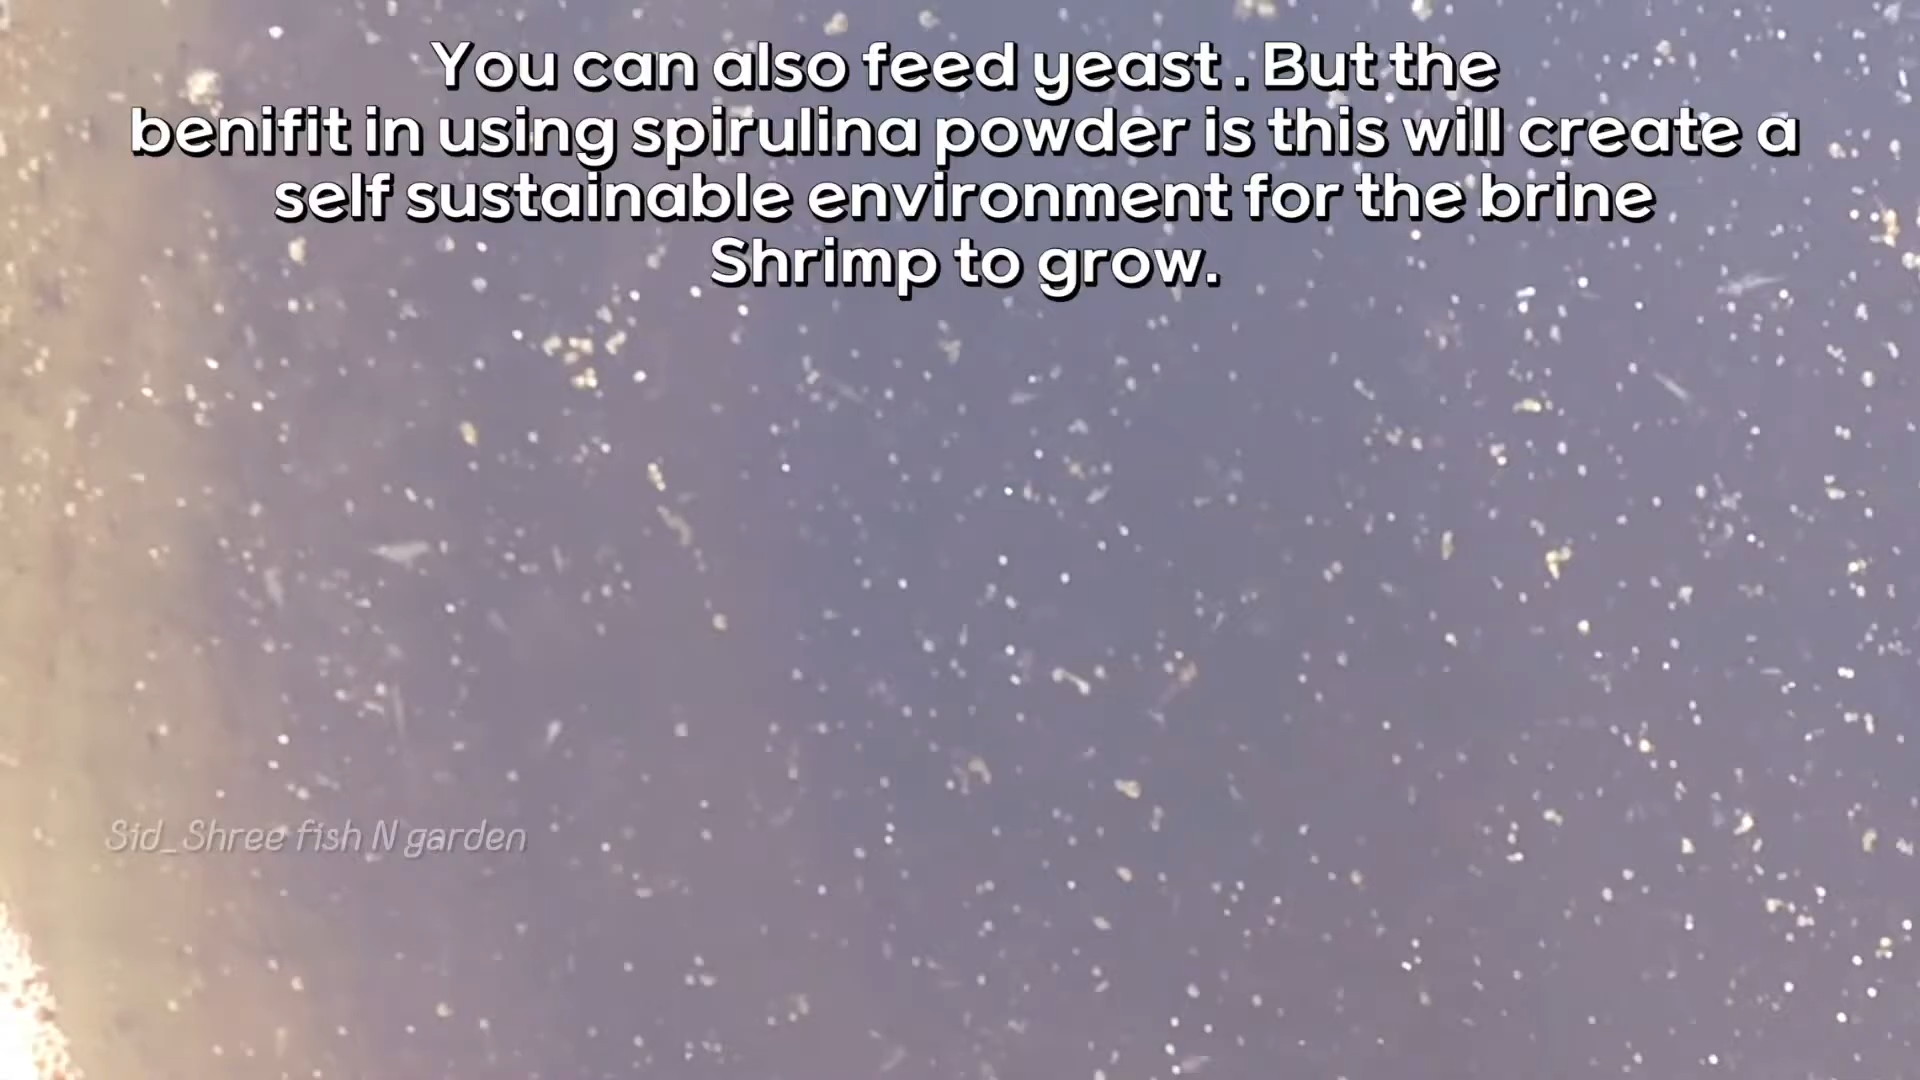 You can also feed yeast . But the
benifit in using spirulina powder is this will create a
self sustainable environment for the brine
Shrimp to grow.
Sid_Shree fish N garden